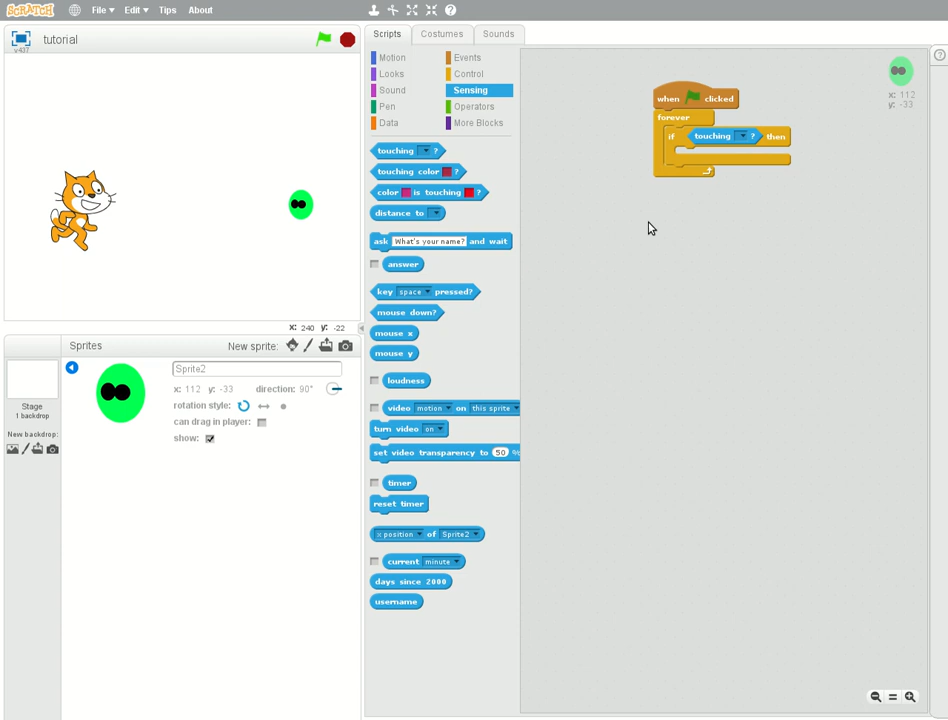 SCRATCH File Edit Tips About
v437 tutorial
Scripts Costumes Sounds
Motion Events
Looks Control
Sound Sensing
Pen Operators
Data More Blocks
touching ?
touching color ?
color is touching ?
distance to
ask What's your name? and wait
answer
key space pressed?
mouse down?
mouse x
mouse y
loudness
video motion on this sprite
turn video on
set video transparency to 50 %
timer
reset timer
x position of Sprite2
current minute
days since 2000
username
when clicked
forever
if touching ? then
x: 112
y: -33
x: 240 y: -22
Sprites New sprite:
Sprite2
x: 112 y: -33 direction: 90°
rotation style:
can drag in player:
show:
Stage
1 backdrop
New backdrop: